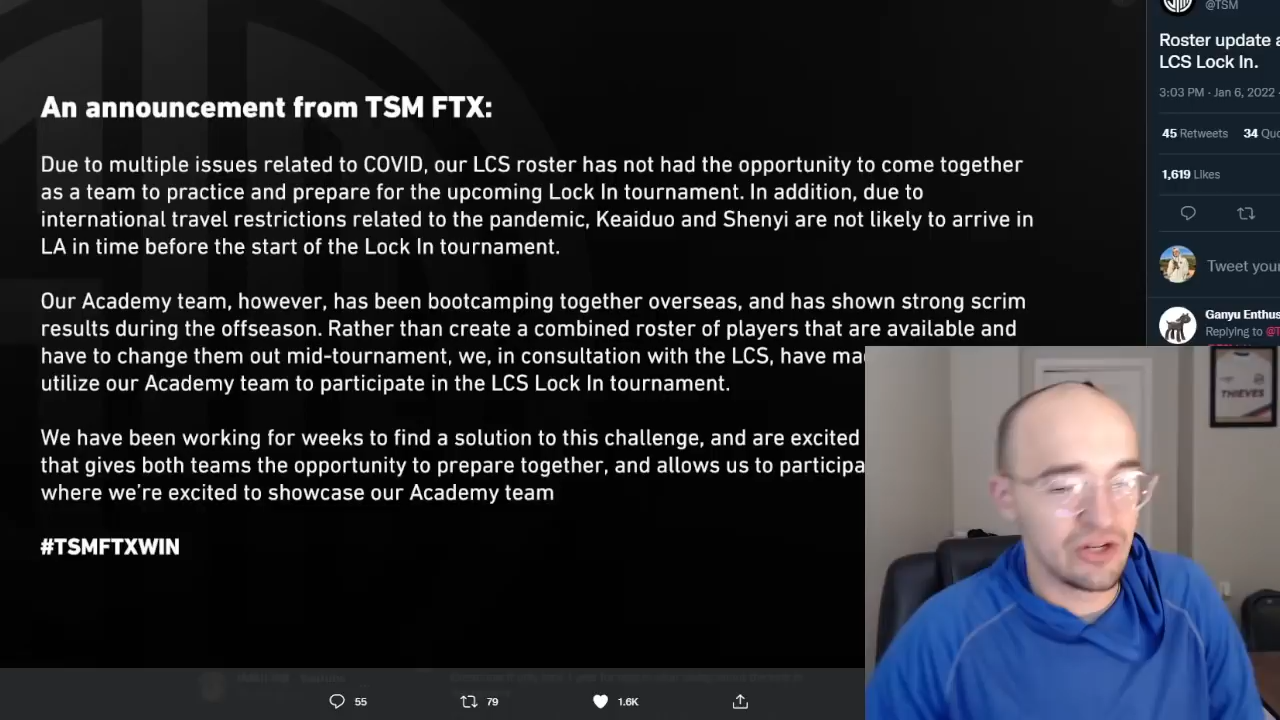 An announcement from TSM FTX:
Due to multiple issues related to COVID, our LCS roster has not had the opportunity to come together
as a team to practice and prepare for the upcoming Lock In tournament. In addition, due to
international travel restrictions related to the pandemic, Keaiduo and Shenyi are not likely to arrive in
LA in time before the start of the Lock In tournament.
Our Academy team, however, has been bootcamping together overseas, and has shown strong scrim
results during the offseason. Rather than create a combined roster of players that are available and
have to change them out mid-tournament, we, in consultation with the LCS, have
utilize our Academy team to participate in the LCS Lock In tournament.
We have been working for weeks to find a solution to this challenge, and are excited
that gives both teams the opportunity to prepare together, and allows us to
where we're excited to showcase our Academy team
#TSMFTXWIN
55
79
1.6K
@TSM
Roster update
LCS Lock In.
3:03 PM · Jan 6, 2022
45 Retweets 34
1,619 Likes
Tweet
Ganyu
Replying to
THIEVES